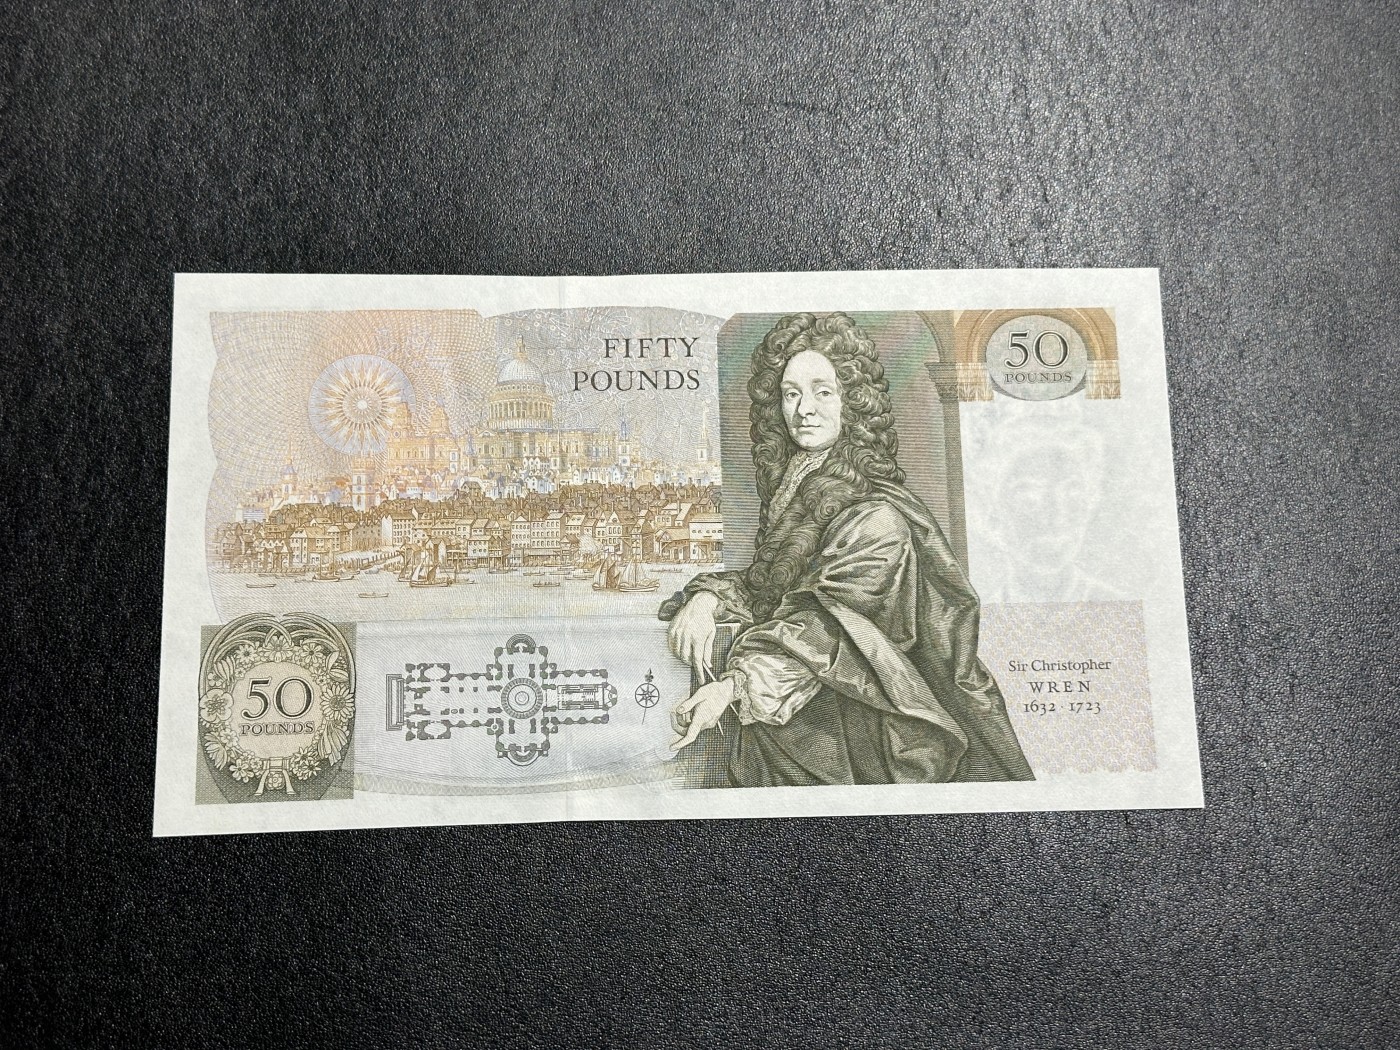 FIFTY
POUNDS
50
POUNDS
50
POUNDS
Sir Christopher
WREN
1632 · 1723